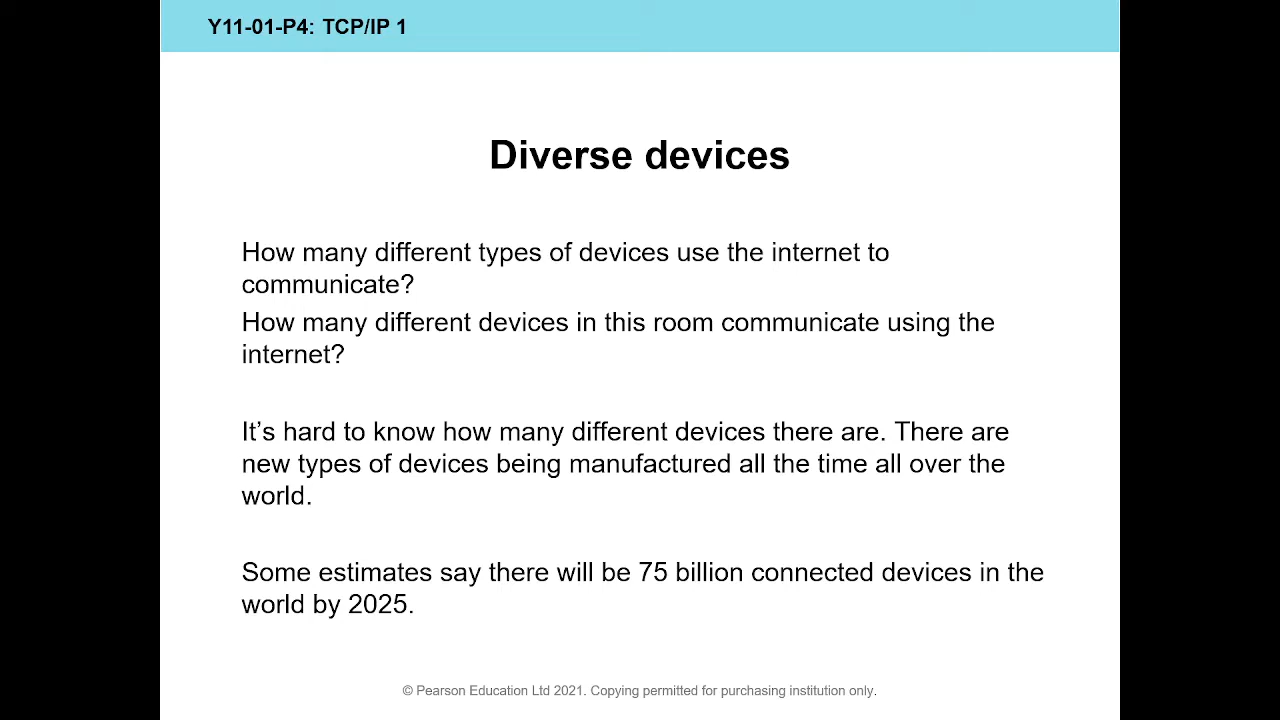 Y11-01-P4: TCP/IP 1
Diverse devices
How many different types of devices use the internet to
communicate?
How many different devices in this room communicate using the
internet?
It’s hard to know how many different devices there are. There are
new types of devices being manufactured all the time all over the
world.
Some estimates say there will be 75 billion connected devices in the
world by 2025.
© Pearson Education Ltd 2021. Copying permitted for purchasing institution only.